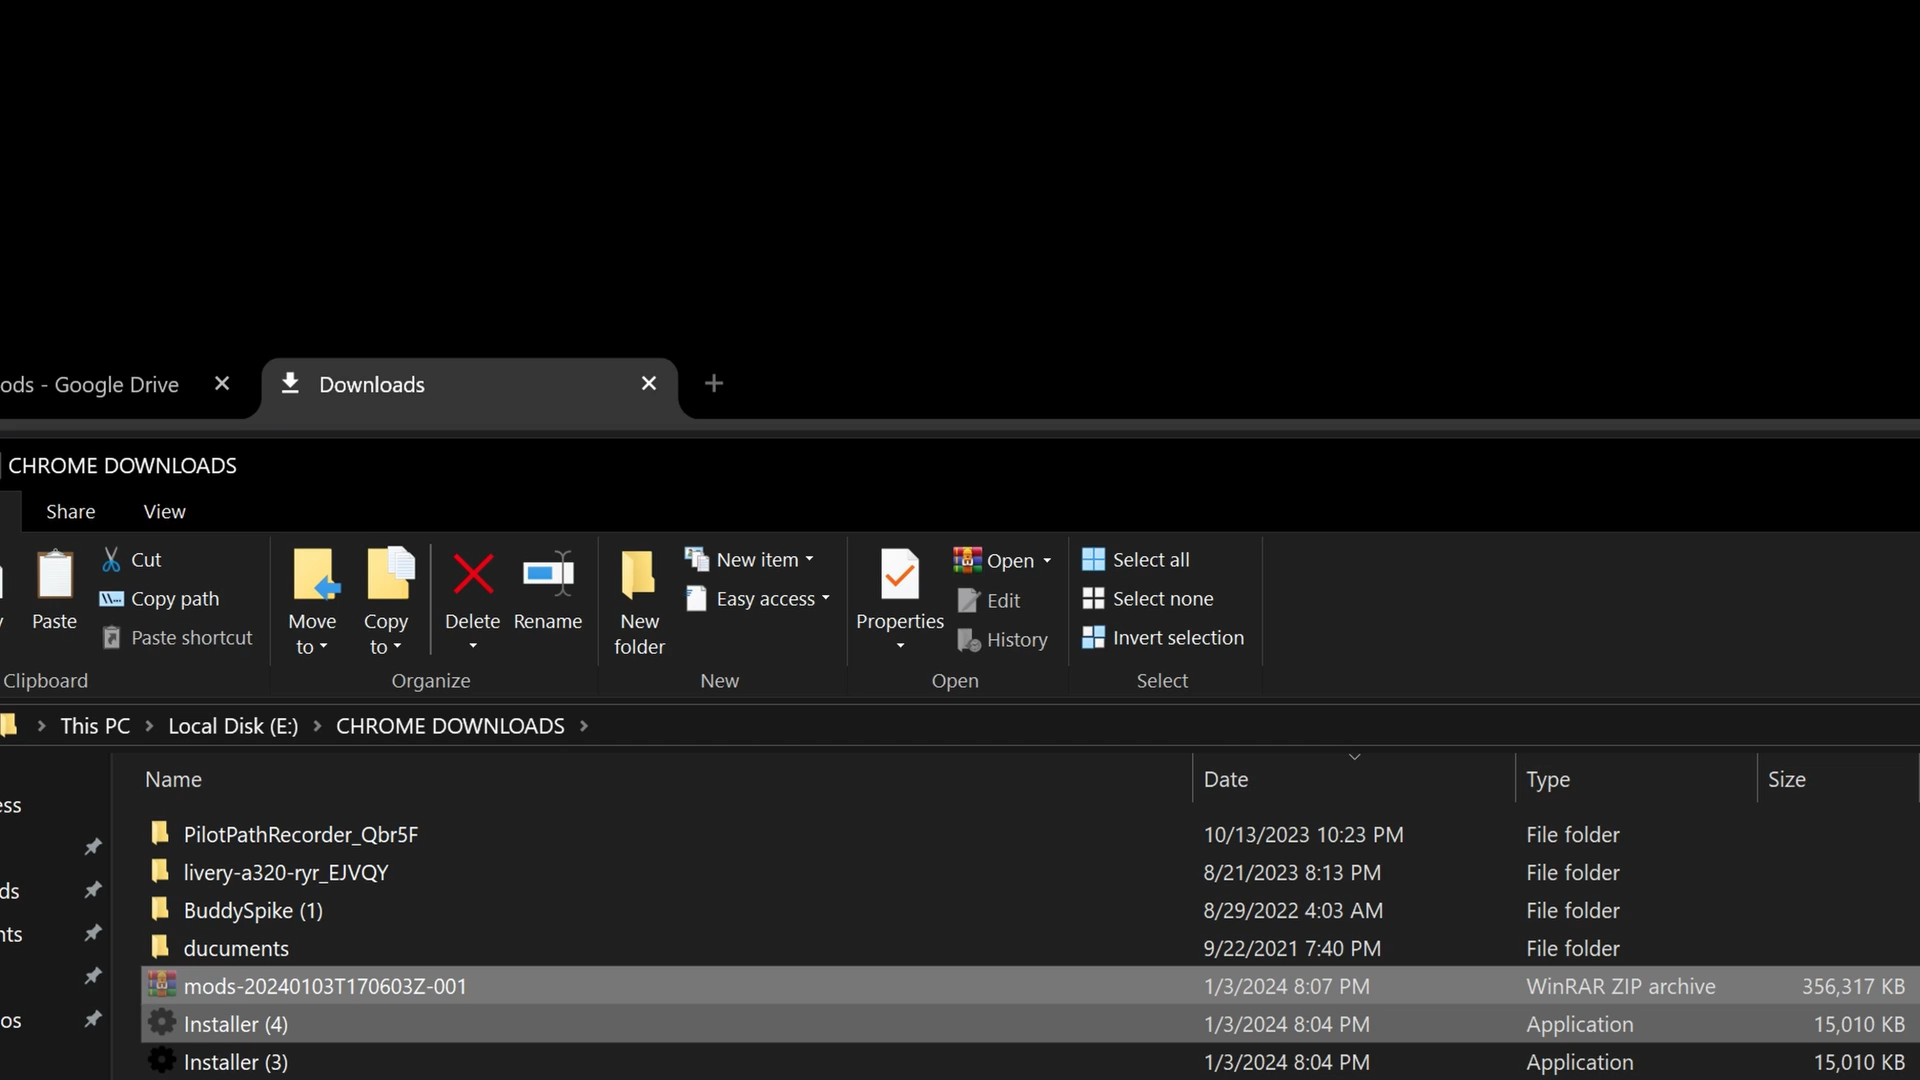 ods - Google Drive
Downloads
CHROME DOWNLOADS
Share View
Cut
Copy path
Paste shortcut
Paste
Clipboard
Move to
Copy to
Delete
Rename
Organize
New folder
New item
Easy access
New
Properties
Open
Edit
History
Open
Select all
Select none
Invert selection
Select
This PC > Local Disk (E:) > CHROME DOWNLOADS >
Name Date Type Size
ess
ds
nts
os
PilotPathRecorder_Qbr5F 10/13/2023 10:23 PM File folder
livery-a320-ryr_EJVQY 8/21/2023 8:13 PM File folder
BuddySpike (1) 8/29/2022 4:03 AM File folder
ducuments 9/22/2021 7:40 PM File folder
mods-20240103T170603Z-001 1/3/2024 8:07 PM WinRAR ZIP archive 356,317 KB
Installer (4) 1/3/2024 8:04 PM Application 15,010 KB
Installer (3) 1/3/2024 8:04 PM Application 15,010 KB